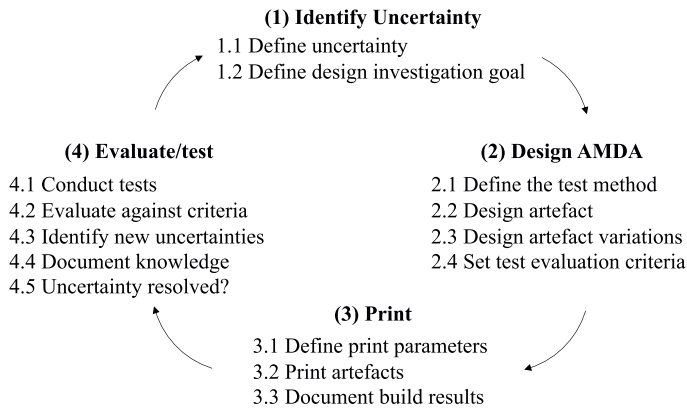 (1) Identify Uncertainty
1.1 Define uncertainty
1.2 Define design investigation goal
(2) Design AMDA
2.1 Define the test method
2.2 Design artefact
2.3 Design artefact variations
2.4 Set test evaluation criteria
(3) Print
3.1 Define print parameters
3.2 Print artefacts
3.3 Document build results
(4) Evaluate/test
4.1 Conduct tests
4.2 Evaluate against criteria
4.3 Identify new uncertainties
4.4 Document knowledge
4.5 Uncertainty resolved?